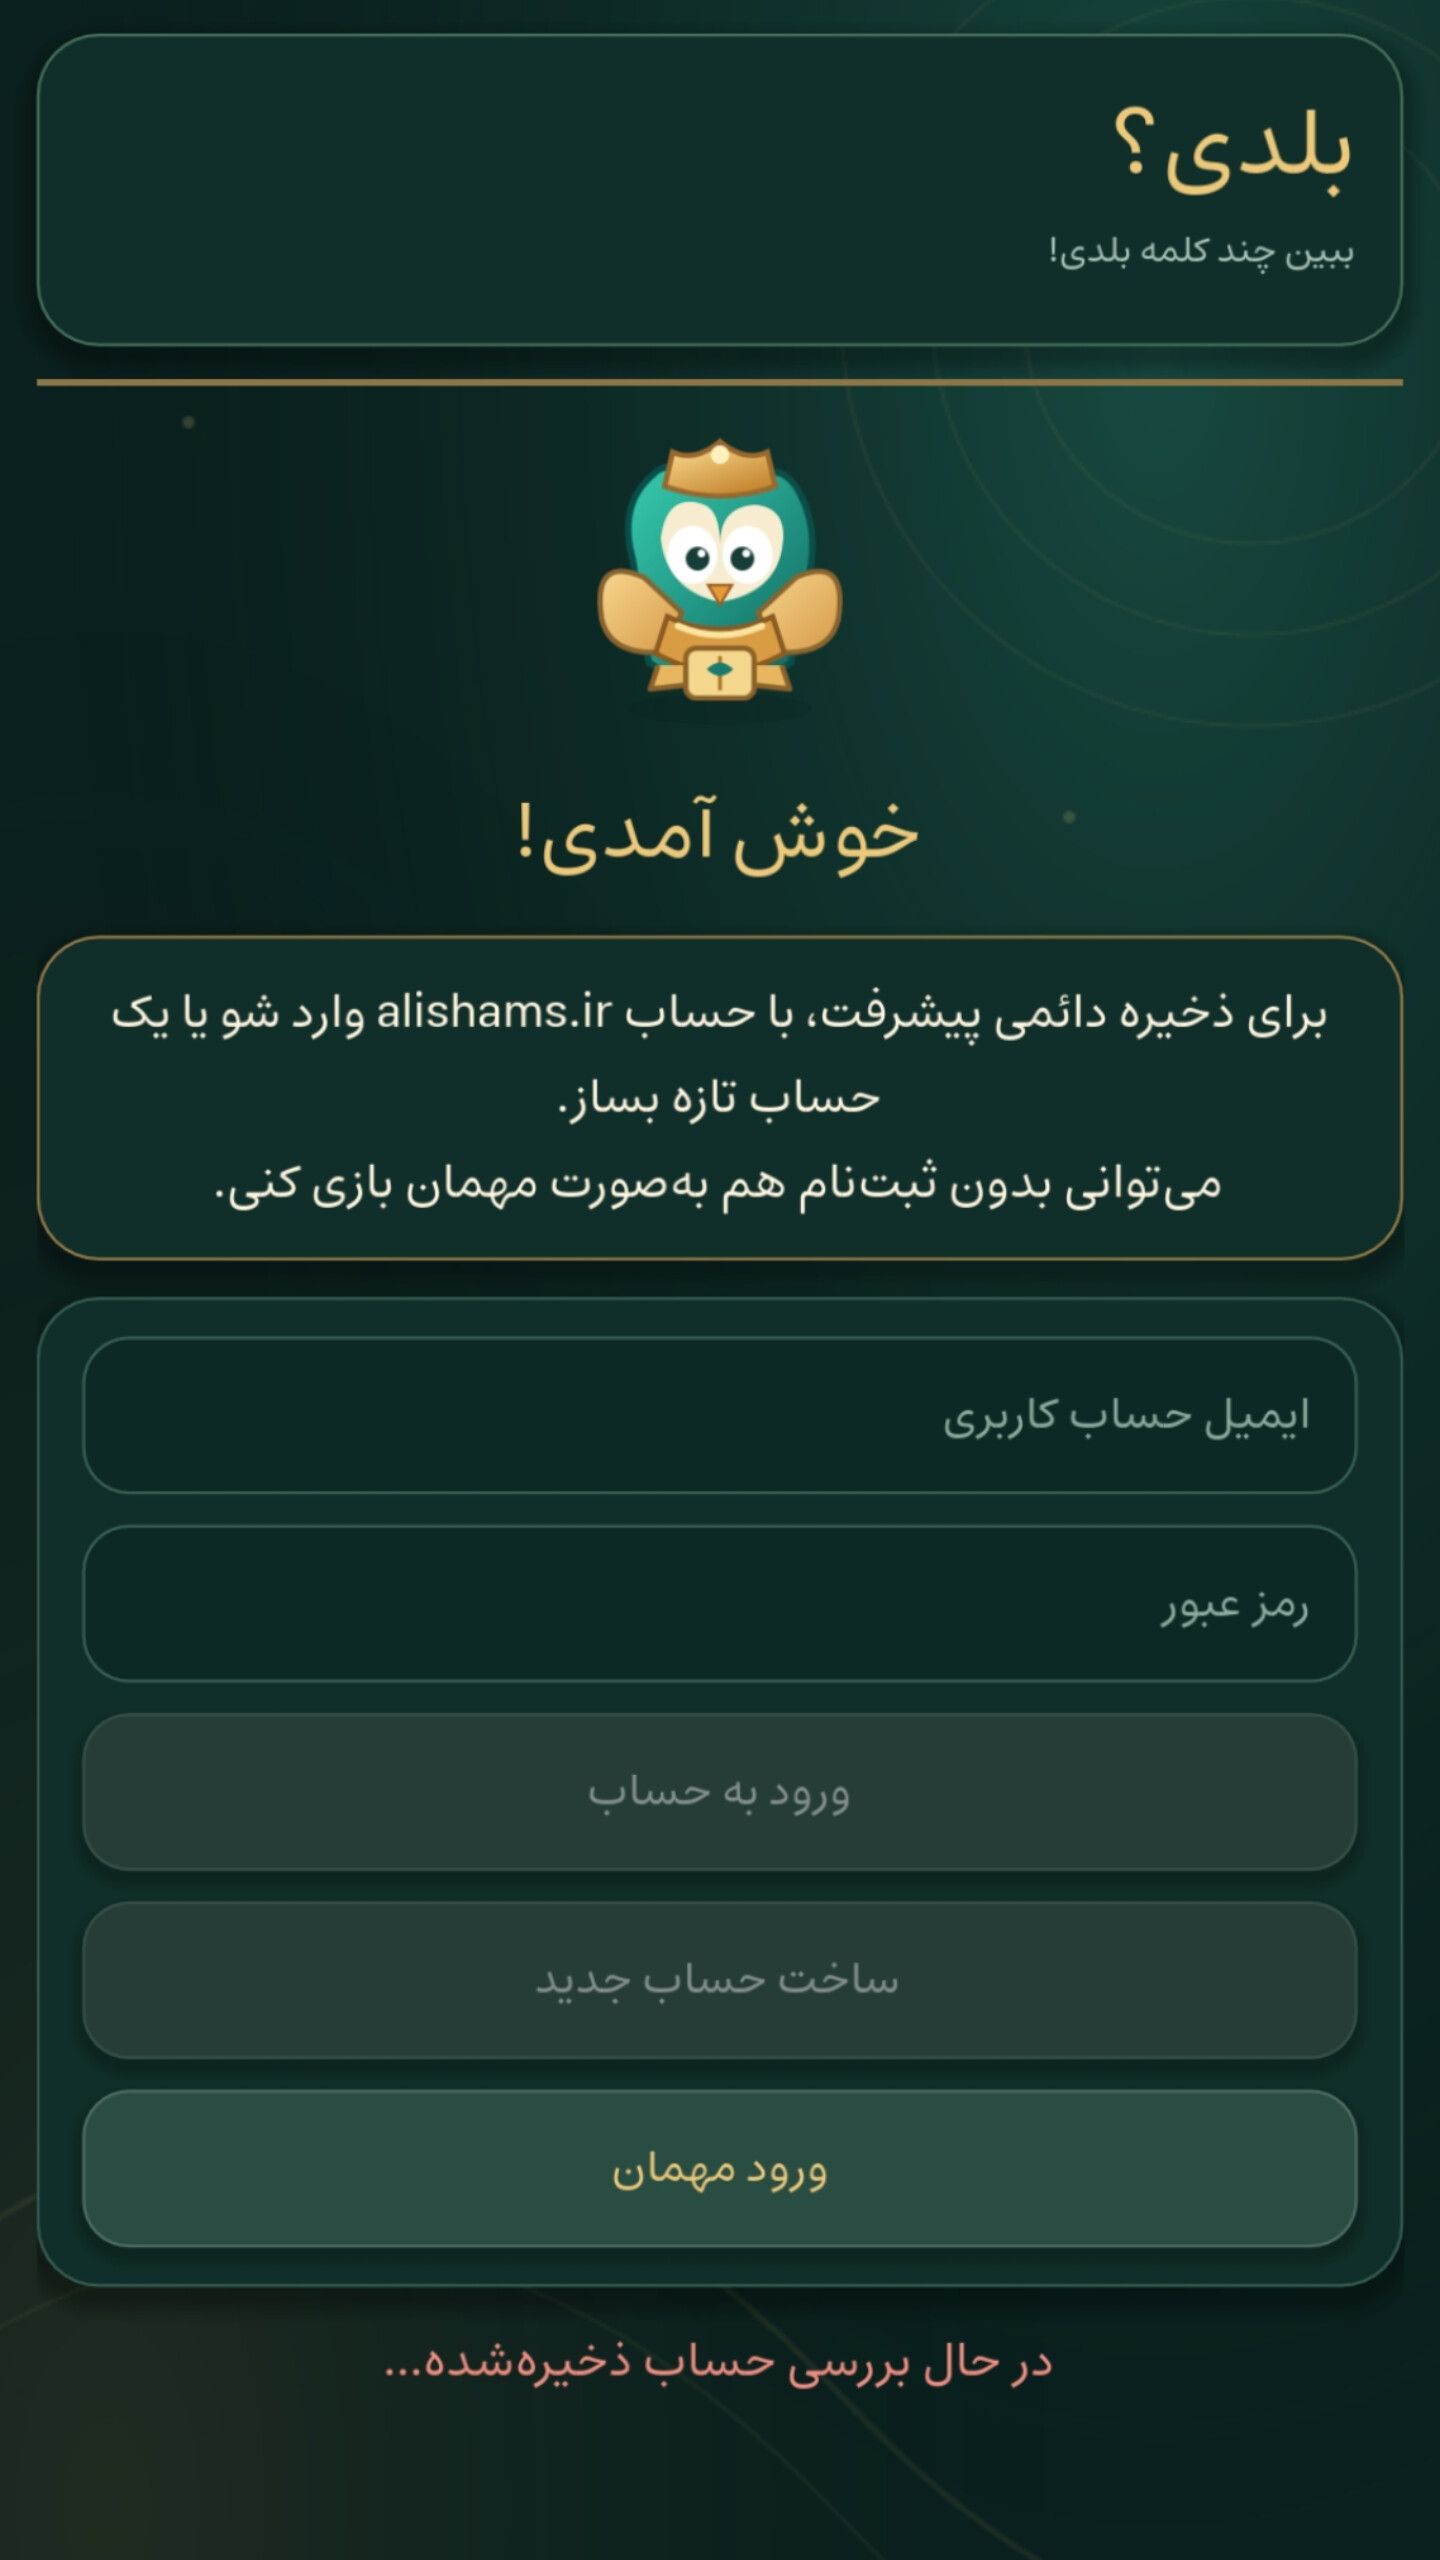 بلدی؟
ببین چند کلمه بلدی!
خوش آمدی!
برای ذخیره دائمی پیشرفت، با حساب alishams.ir وارد شو یا یک
حساب تازه بساز.
می‌توانی بدون ثبت‌نام هم به‌صورت مهمان بازی کنی.
ایمیل حساب کاربری
رمز عبور
ورود به حساب
ساخت حساب جدید
ورود مهمان
در حال بررسی حساب ذخیره‌شده...